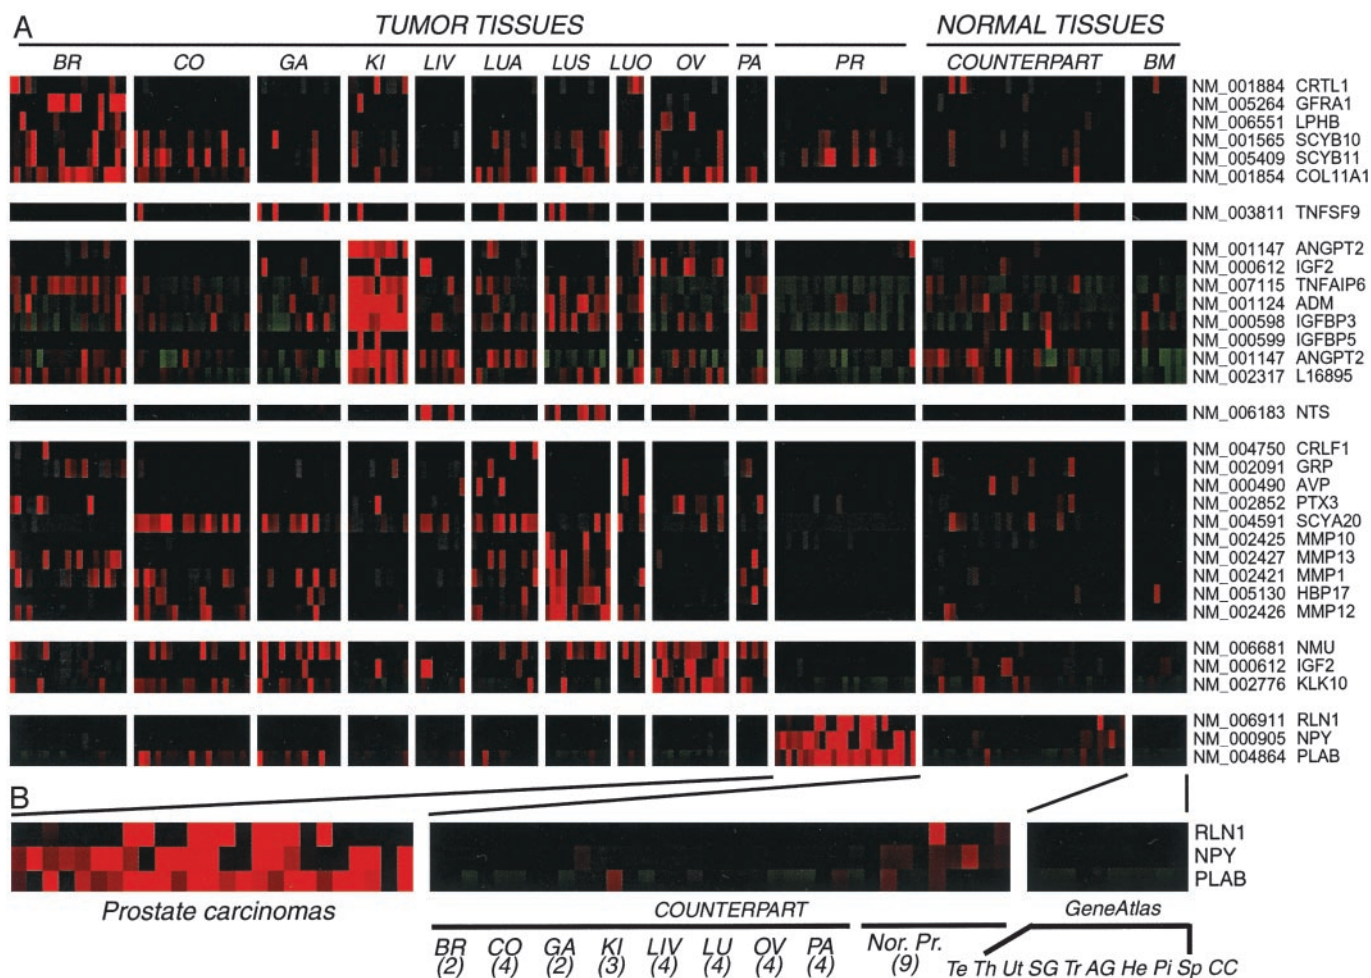 A TUMOR TISSUES NORMAL TISSUES
BR CO GA KI LIV LUA LUS LUO OV PA PR COUNTERPART BM
NM_001884 CRTL1
NM_005264 GFRA1
NM_006551 LPHB
NM_001565 SCYB10
NM_005409 SCYB11
NM_001854 COL11A1
NM_003811 TNFSF9
NM_001147 ANGPT2
NM_000612 IGF2
NM_007115 TNFAIP6
NM_001124 ADM
NM_000598 IGFBP3
NM_000599 IGFBP5
NM_001147 ANGPT2
NM_002317 L16895
NM_006183 NTS
NM_004750 CRLF1
NM_002091 GRP
NM_000490 AVP
NM_002852 PTX3
NM_004591 SCYA20
NM_002425 MMP10
NM_002427 MMP13
NM_002421 MMP1
NM_005130 HBP17
NM_002426 MMP12
NM_006681 NMU
NM_000612 IGF2
NM_002776 KLK10
NM_006911 RLN1
NM_000905 NPY
NM_004864 PLAB
B
RLN1
NPY
PLAB
Prostate carcinomas COUNTERPART GeneAtlas
BR CO GA KI LIV LU OV PA Nor. Pr.
(2) (4) (2) (3) (4) (4) (4) (4) (9)
Te Th Ut SG Tr AG He Pi Sp CC